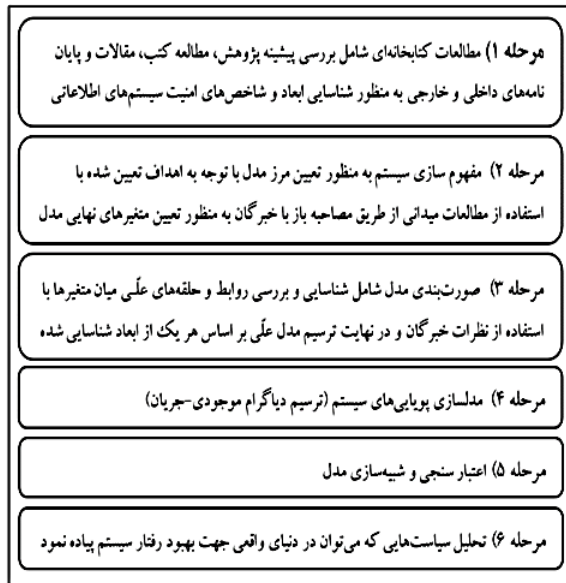 مرحله ۱) مطالعات کتابخانه‌ای شامل بررسی پیشینه پژوهش، مطالعه کتب، مقالات و پایان
نامه‌های داخلی و خارجی به منظور شناسایی ابعاد و شاخص‌های امنیت سیستم‌های اطلاعاتی
مرحله ۲) مفهوم سازی سیستم به منظور تعیین مرز مدل با توجه به اهداف تعیین شده با
استفاده از مطالعات میدانی از طریق مصاحبه باز با خبرگان به منظور تعیین متغیرهای نهایی مدل
مرحله ۳) صورت‌بندی مدل شامل شناسایی و بررسی روابط و حلقه‌های علّی میان متغیرها با
استفاده از نظرات خبرگان و در نهایت ترسیم مدل علّی بر اساس هر یک از ابعاد شناسایی شده
مرحله ۴) مدلسازی پویایی‌های سیستم (ترسیم دیاگرام موجودی-جریان)
مرحله ۵) اعتبار سنجی و شبیه‌سازی مدل
مرحله ۶) تحلیل سیاست‌هایی که می‌توان در دنیای واقعی جهت بهبود رفتار سیستم پیاده نمود